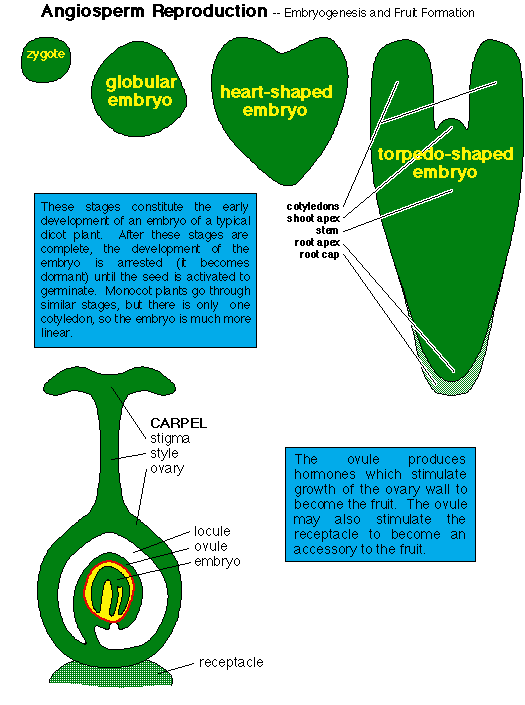 Angiosperm Reproduction -- Embryogenesis and Fruit Formation
zygote
globular
embryo
heart-shaped
embryo
torpedo-shaped
embryo
cotyledons
shoot apex
stem
root apex
root cap
These stages constitute the early
development of an embryo of a typical
dicot plant. After these stages are
complete, the development of the
embryo is arrested (it becomes
dormant) until the seed is activated to
germinate. Monocot plants go through
similar stages, but there is only one
cotyledon, so the embryo is much more
linear.
CARPEL
stigma
style
ovary
locule
ovule
embryo
receptacle
The ovule produces
hormones which stimulate
growth of the ovary wall to
become the fruit. The ovule
may also stimulate the
receptacle to become an
accessory to the fruit.